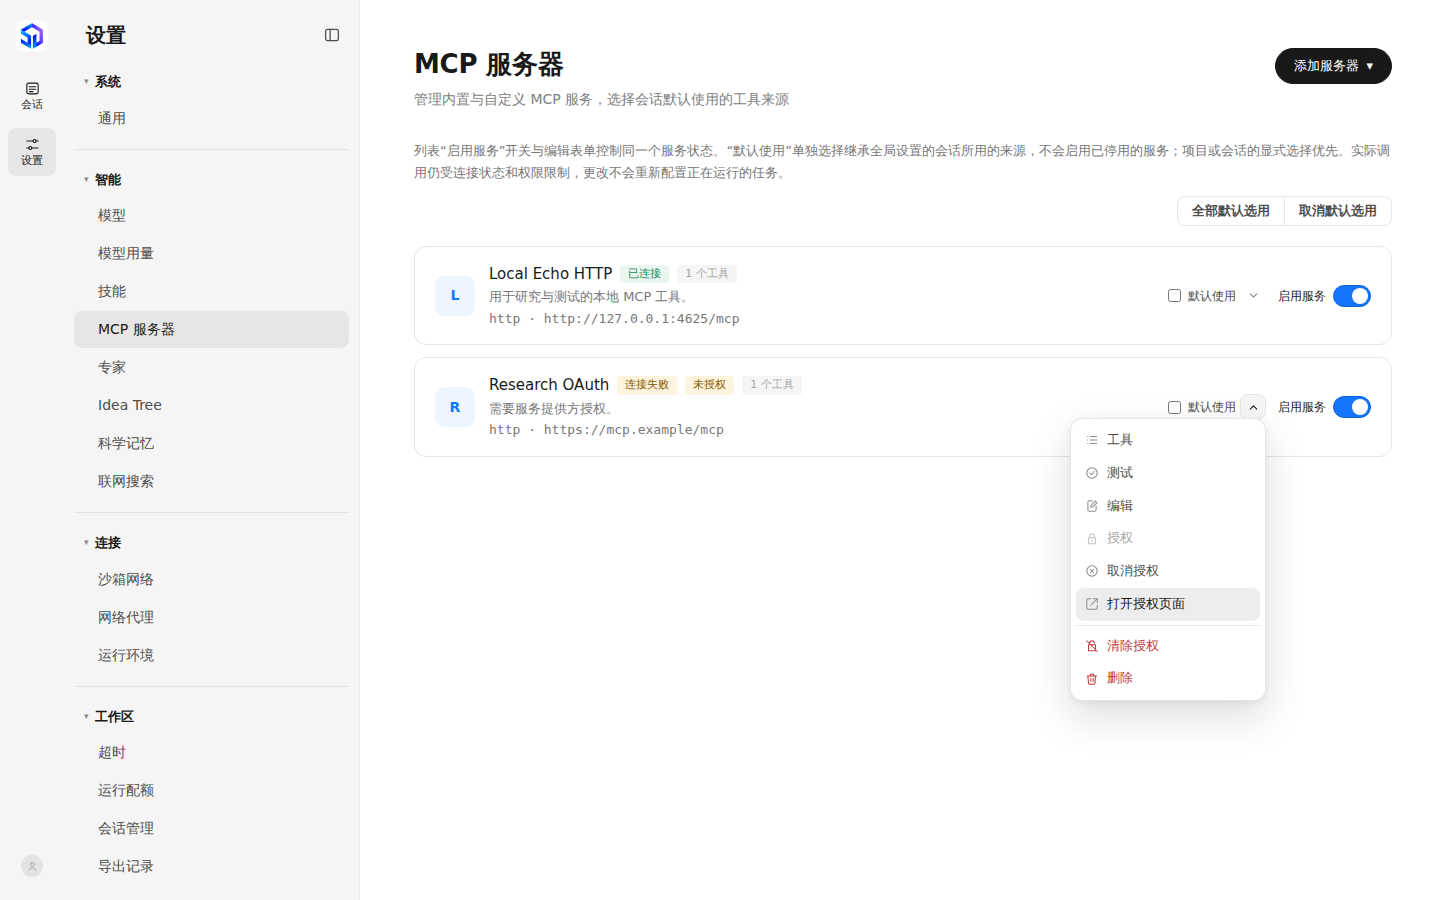 设置
会话
设置
▾ 系统
通用
▾ 智能
模型
模型用量
技能
MCP 服务器
专家
Idea Tree
科学记忆
联网搜索
▾ 连接
沙箱网络
网络代理
运行环境
▾ 工作区
超时
运行配额
会话管理
导出记录
MCP 服务器
添加服务器 ▾
管理内置与自定义 MCP 服务，选择会话默认使用的工具来源
列表“启用服务”开关与编辑表单控制同一个服务状态。“默认使用”单独选择继承全局设置的会话所用的来源，不会启用已停用的服务；项目或会话的显式选择优先。实际调
用仍受连接状态和权限限制，更改不会重新配置正在运行的任务。
全部默认选用 取消默认选用
L
Local Echo HTTP 已连接 1 个工具
用于研究与测试的本地 MCP 工具。
http · http://127.0.0.1:4625/mcp
默认使用 启用服务
R
Research OAuth 连接失败 未授权 1 个工具
需要服务提供方授权。
http · https://mcp.example/mcp
默认使用 启用服务
工具
测试
编辑
授权
取消授权
打开授权页面
清除授权
删除